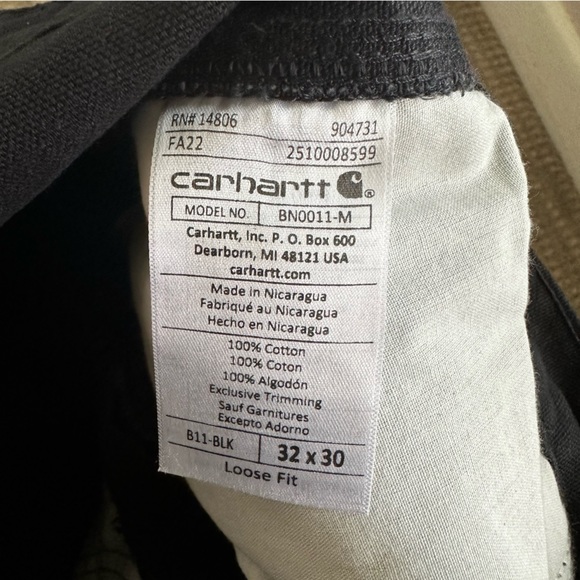 RN# 14806 904731
FA22 2510008599
carhartt ®
MODEL NO. BN0011-M
Carhartt, Inc. P. O. Box 600
Dearborn, MI 48121 USA
carhartt.com
Made in Nicaragua
Fabriqué au Nicaragua
Hecho en Nicaragua
100% Cotton
100% Coton
100% Algodón
Exclusive Trimming
Sauf Garnitures
Excepto Adorno
B11-BLK 32 x 30
Loose Fit